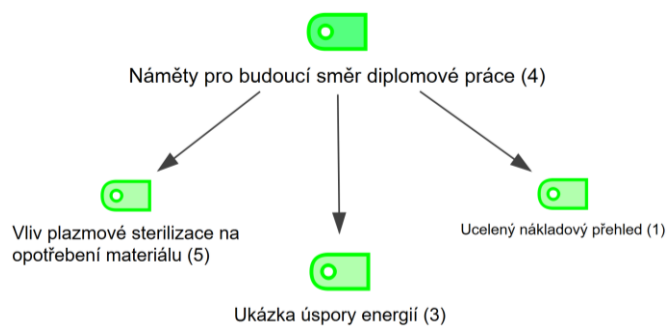 Náměty pro budoucí směr diplomové práce (4)
Vliv plazmové sterilizace na
opotřebení materiálu (5)
Ucelený nákladový přehled (1)
Ukázka úspory energií (3)